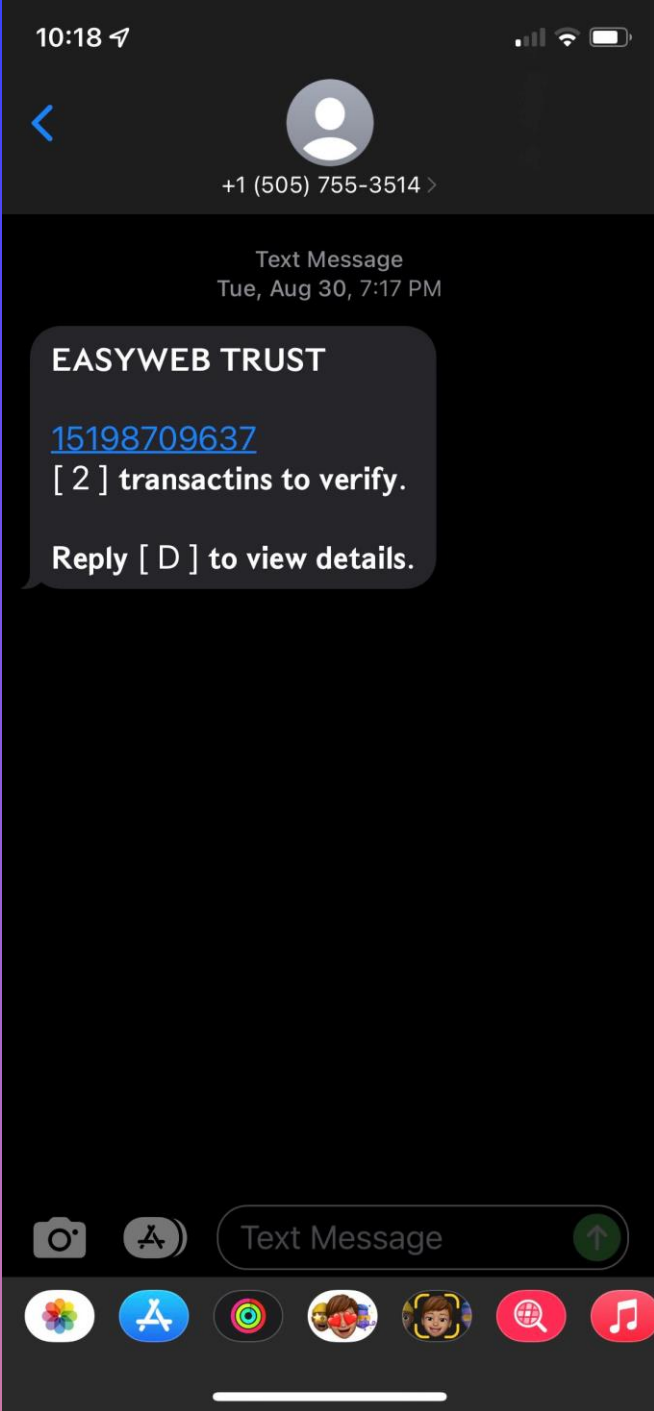 10:18
+1 (505) 755-3514 >
Text Message
Tue, Aug 30, 7:17 PM
EASYWEB TRUST
15198709637
[ 2 ] transactins to verify.
Reply [ D ] to view details.
Text Message